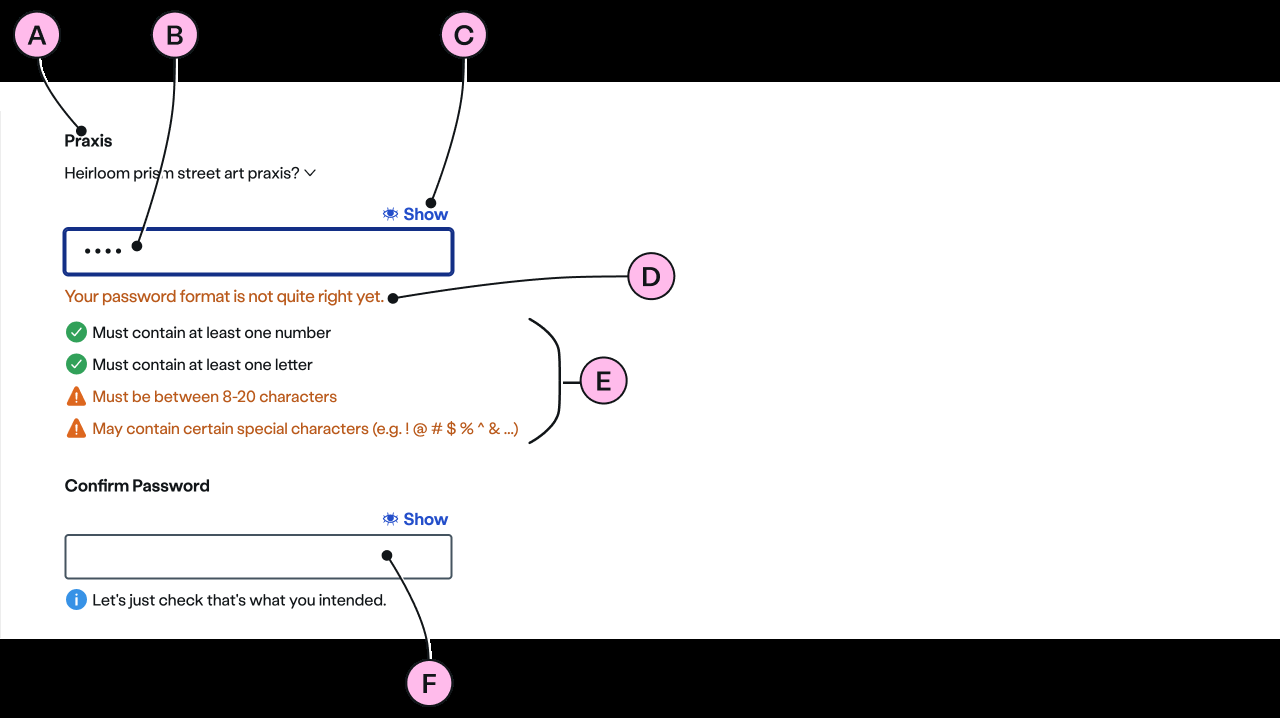 A
B
C
Praxis
Heirloom prism street art praxis?
Show
••••
D
Your password format is not quite right yet.
Must contain at least one number
Must contain at least one letter
E
Must be between 8-20 characters
May contain certain special characters (e.g. ! @ # $ % ^ & ...)
Confirm Password
Show
Let's just check that's what you intended.
F